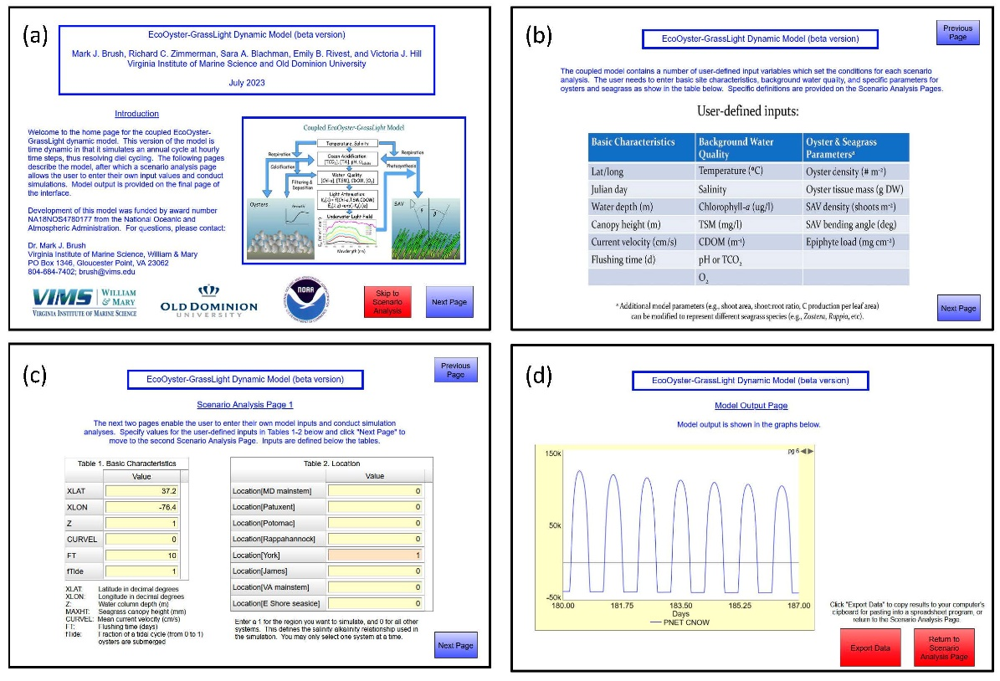 (a)
EcoOyster-GrassLight Dynamic Model (beta version)
Mark J. Brush, Richard C. Zimmerman, Sara A. Blachman, Emily B. Rivest, and Victoria J. Hill
Virginia Institute of Marine Science and Old Dominion University
July 2023
Introduction
Welcome to the home page for the coupled EcoOyster-
GrassLight dynamic model. This version of the model is
time dynamic in that it simulates an annual cycle at hourly
time steps, thus resolving diel cycling. The following pages
describe the model, after which a scenario analysis page
allows the user to enter their own input values and conduct
simulations. Model output is provided on the final page of
the interface.
Development of this model was funded by award number
NA18NOS4780177 from the National Oceanic and
Atmospheric Administration. For questions, please contact:
Dr. Mark J. Brush
Virginia Institute of Marine Science, William & Mary
PO Box 1346, Gloucester Point, VA 23062
804-684-7402; brush@vims.edu
Coupled EcoOyster-GrassLight Model
Temperature, Salinity
Respiration
Respiration
Ocean Acidification
[TCO₂], [TA], pH,
Calcification
Photosynthesis
Water Quality
[Chl-a], [TSM], CDOM, [O₂]
Filtering &
Deposition
Light Attenuation
Oysters
Growth
SAV
Underwater Light Field
Wavelength (nm)
VIMS WILLIAM & MARY
VIRGINIA INSTITUTE OF MARINE SCIENCE
OLD DOMINION
UNIVERSITY
NOAA
Skip to
Scenario
Analysis
Next Page
(b)
EcoOyster-GrassLight Dynamic Model (beta version)
Previous
Page
The coupled model contains a number of user-defined input variables which set the conditions for each scenario
analysis. The user needs to enter basic site characteristics, background water quality, and specific parameters for
oysters and seagrass as show in the table below. Specific definitions are provided on the Scenario Analysis Pages.
User-defined inputs:
Basic Characteristics Background Water Quality Oyster & Seagrass Parametersᵃ
Lat/long Temperature (°C) Oyster density (# m⁻²)
Julian day Salinity Oyster tissue mass (g DW)
Water depth (m) Chlorophyll-a (ug/l) SAV density (shoots m⁻²)
Canopy height (m) TSM (mg/l) SAV bending angle (deg)
Current velocity (cm/s) CDOM (m⁻¹) Epiphyte load (mg cm⁻²)
Flushing time (d) pH or TCO₂
O₂
ᵃ Additional model parameters (e.g., shoot area, shoot:root ratio, C production per leaf area)
can be modified to represent different seagrass species (e.g., Zostera, Ruppia, etc).
Next Page
(c)
Previous
Page
EcoOyster-GrassLight Dynamic Model (beta version)
Scenario Analysis Page 1
The next two pages enable the user to enter their own model inputs and conduct simulation
analyses. Specify values for the user-defined inputs in Tables 1-2 below and click "Next Page" to
move to the second Scenario Analysis Page. Inputs are defined below the tables.
Table 1. Basic Characteristics
Value
XLAT 37.2
XLON -76.4
Z 1
CURVEL 0
FT 10
fTide 1
XLAT: Latitude in decimal degrees
XLON: Longitude in decimal degrees
Z: Water column depth (m)
MAXHT: Seagrass canopy height (mm)
CURVEL: Mean current velocity (cm/s)
FT: Flushing time (days)
fTide: Fraction of a tidal cycle (from 0 to 1)
oysters are submerged
Table 2. Location
Value
Location[MD mainstem] 0
Location[Patuxent] 0
Location[Potomac] 0
Location[Rappahannock] 0
Location[York] 1
Location[James] 0
Location[VA mainstem] 0
Location[E Shore seasice] 0
Enter a 1 for the region you want to simulate, and 0 for all other
systems. This defines the salinity alkalinity relationship used in
the simulation. You may only select one system at a time.
Next Page
(d)
EcoOyster-GrassLight Dynamic Model (beta version)
Model Output Page
Model output is shown in the graphs below.
pg 6
150k
50k
-50k
180.00 181.75 183.50 185.25 187.00
Days
PNET CNOW
Click "Export Data" to copy results to your computer's
clipboard for pasting into a spreadsheet program, or
return to the Scenario Analysis Page.
Export Data
Return to
Scenario
Analysis Page